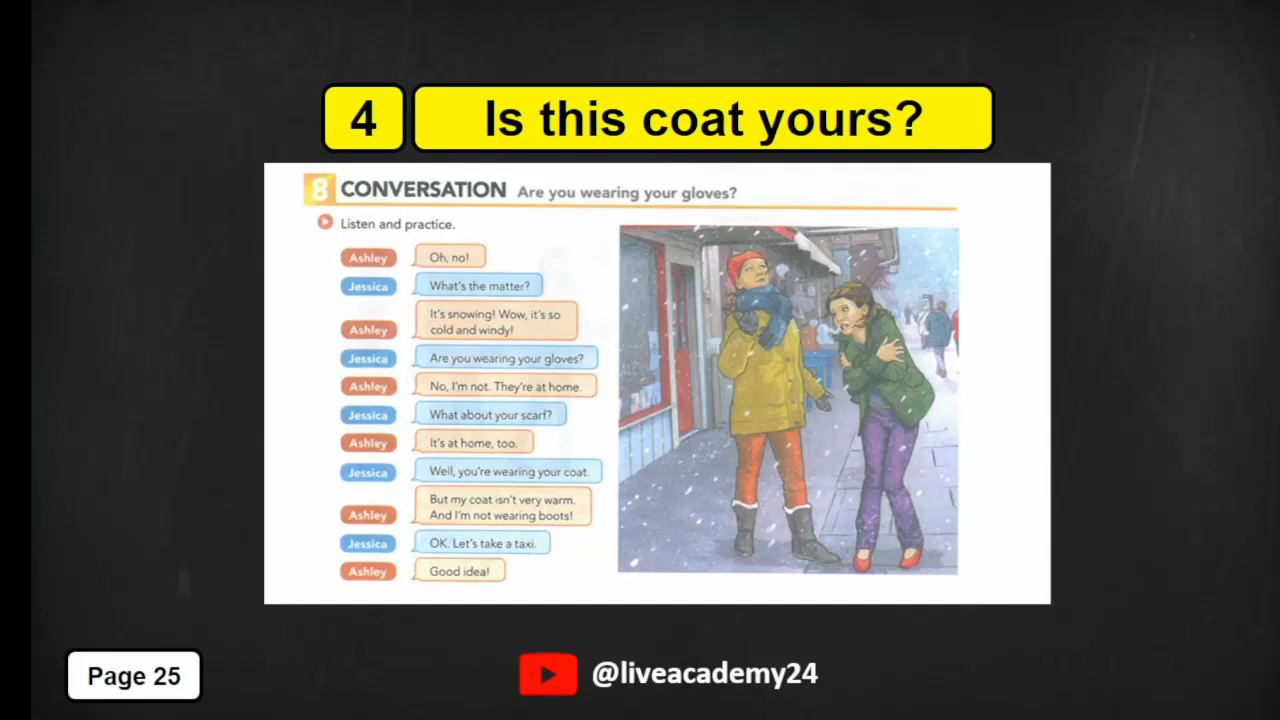 4 Is this coat yours?
8 CONVERSATION Are you wearing your gloves?
Listen and practice.
Ashley Oh, no!
Jessica What's the matter?
Ashley It's snowing! Wow, it's so
cold and windy!
Jessica Are you wearing your gloves?
Ashley No, I'm not. They're at home.
Jessica What about your scarf?
Ashley It's at home, too.
Jessica Well, you're wearing your coat.
Ashley But my coat isn't very warm.
And I'm not wearing boots!
Jessica OK. Let's take a taxi.
Ashley Good idea!
Page 25
@liveacademy24